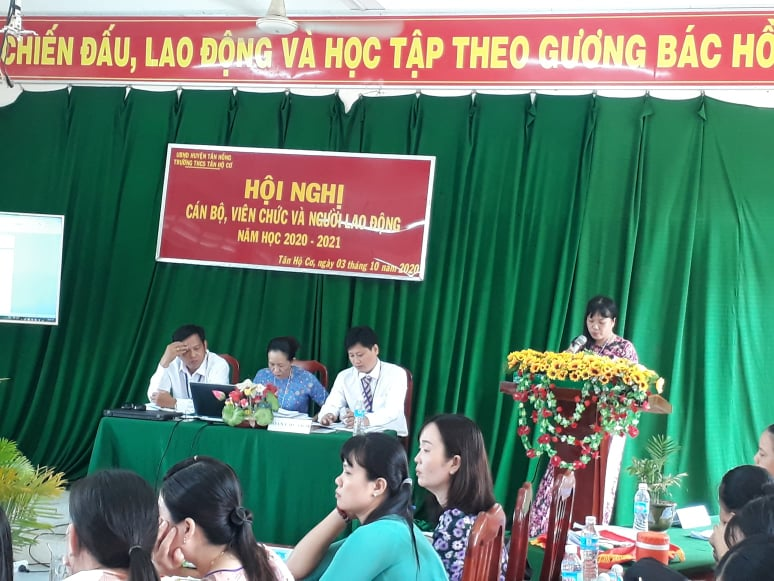 CHIẾN ĐẤU, LAO ĐỘNG VÀ HỌC TẬP THEO GƯƠNG BÁC HỒ
UBND HUYỆN TÂN HỒNG
TRƯỜNG THCS TÂN HỘ CƠ
HỘI NGHỊ
CÁN BỘ, VIÊN CHỨC VÀ NGƯỜI LAO ĐỘNG
NĂM HỌC 2020 - 2021
Tân Hộ Cơ, ngày 03 tháng 10 năm 2020